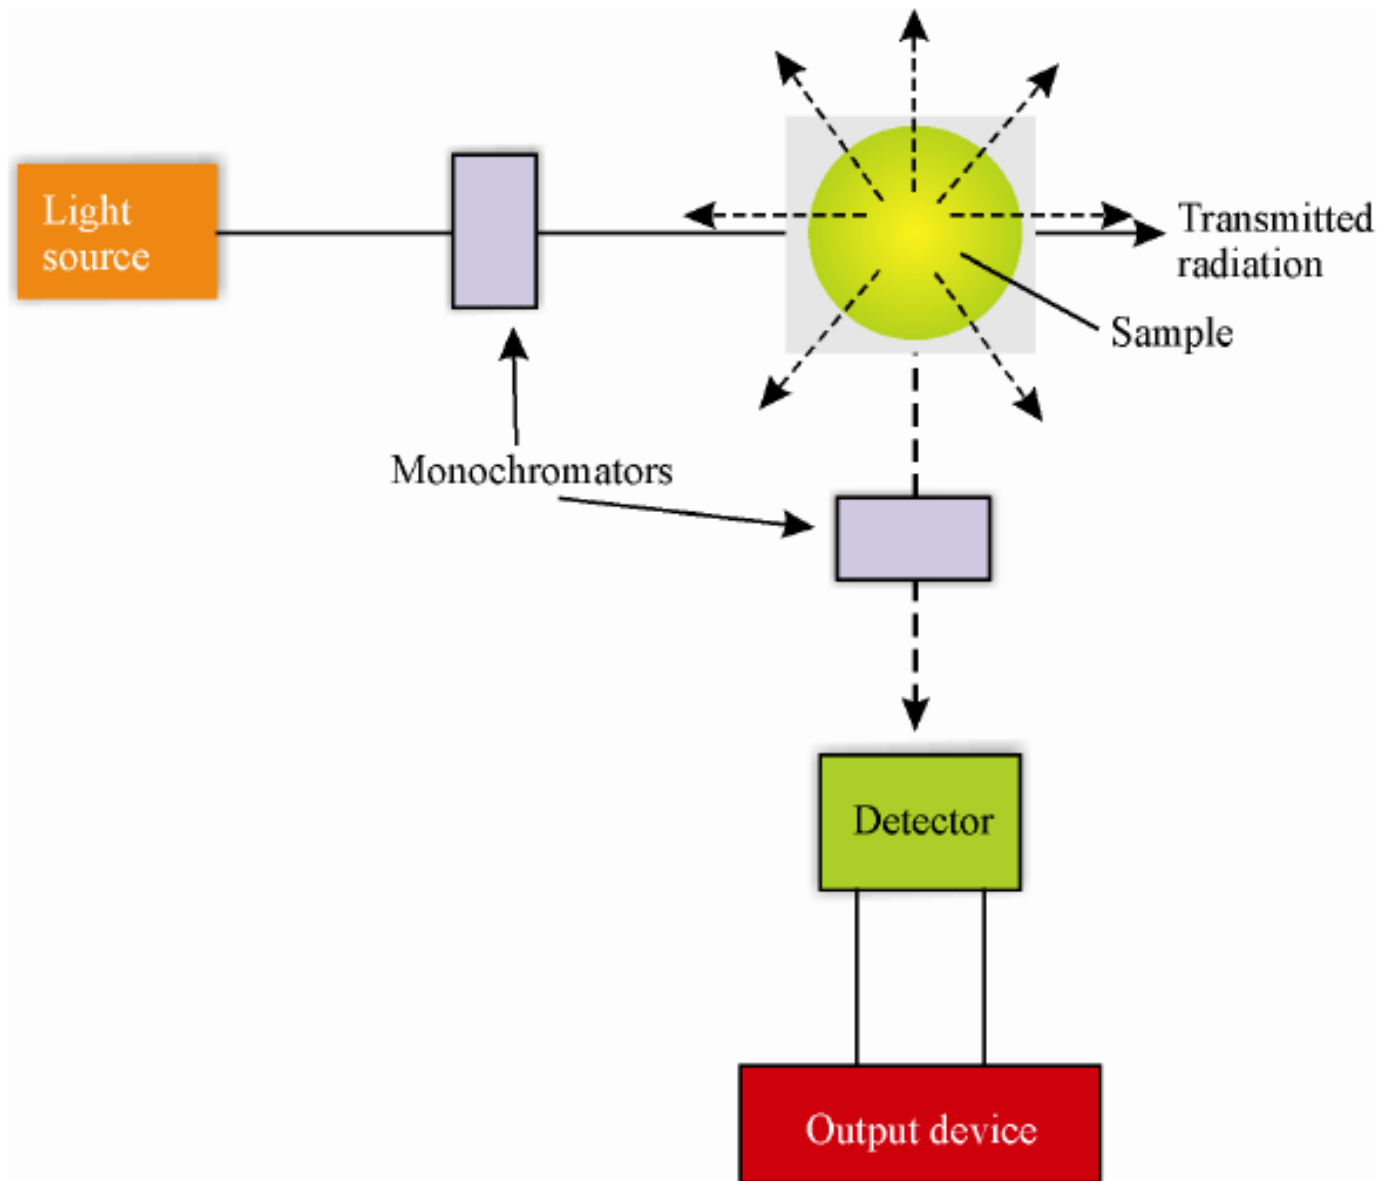 Light
source
Transmitted
radiation
Sample
Monochromators
Detector
Output device